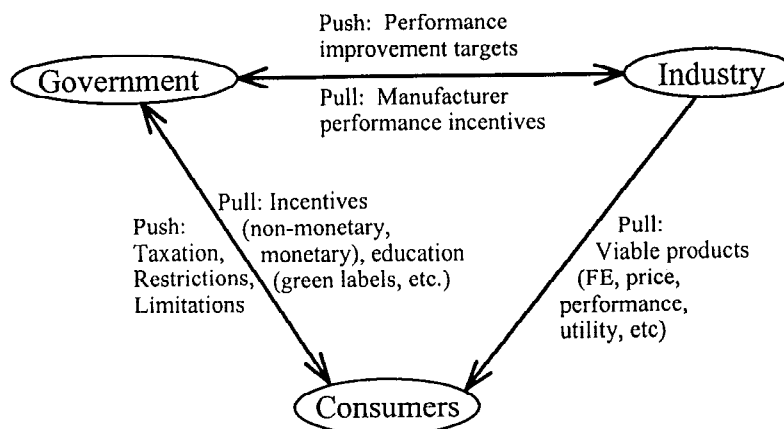 Push: Performance
improvement targets
Government
Industry
Pull: Manufacturer
performance incentives
Push:
Taxation,
Restrictions,
Limitations
Pull: Incentives
(non-monetary,
monetary), education
(green labels, etc.)
Pull:
Viable products
(FE, price,
performance,
utility, etc)
Consumers